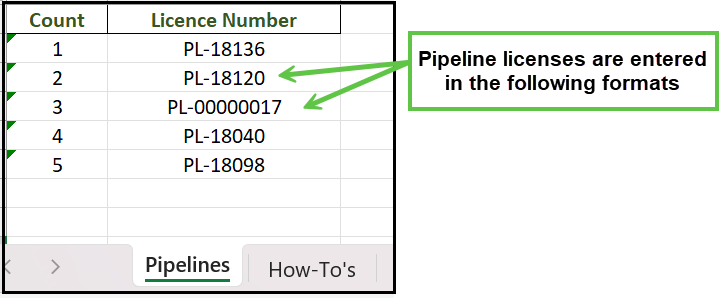 Count Licence Number
1 PL-18136
2 PL-18120
3 PL-00000017
4 PL-18040
5 PL-18098
Pipeline licenses are entered
in the following formats
Pipelines How-To's